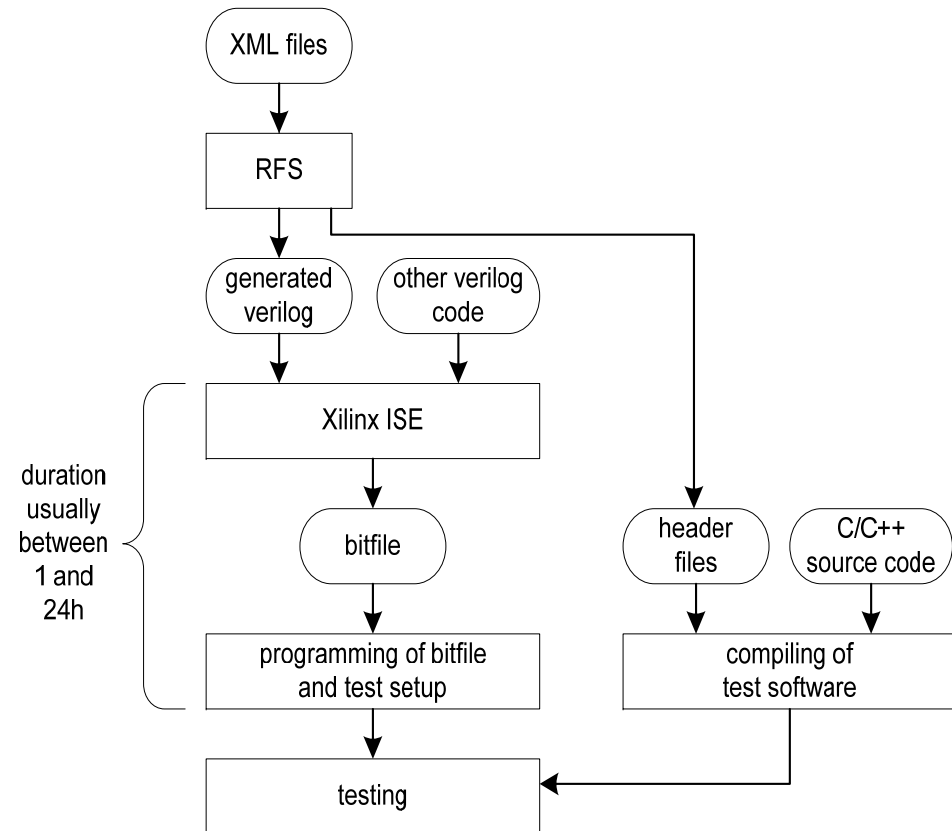 XML files
RFS
generated
verilog
other verilog
code
Xilinx ISE
duration
usually
between
1 and
24h
bitfile
header
files
C/C++
source code
programming of bitfile
and test setup
compiling of
test software
testing